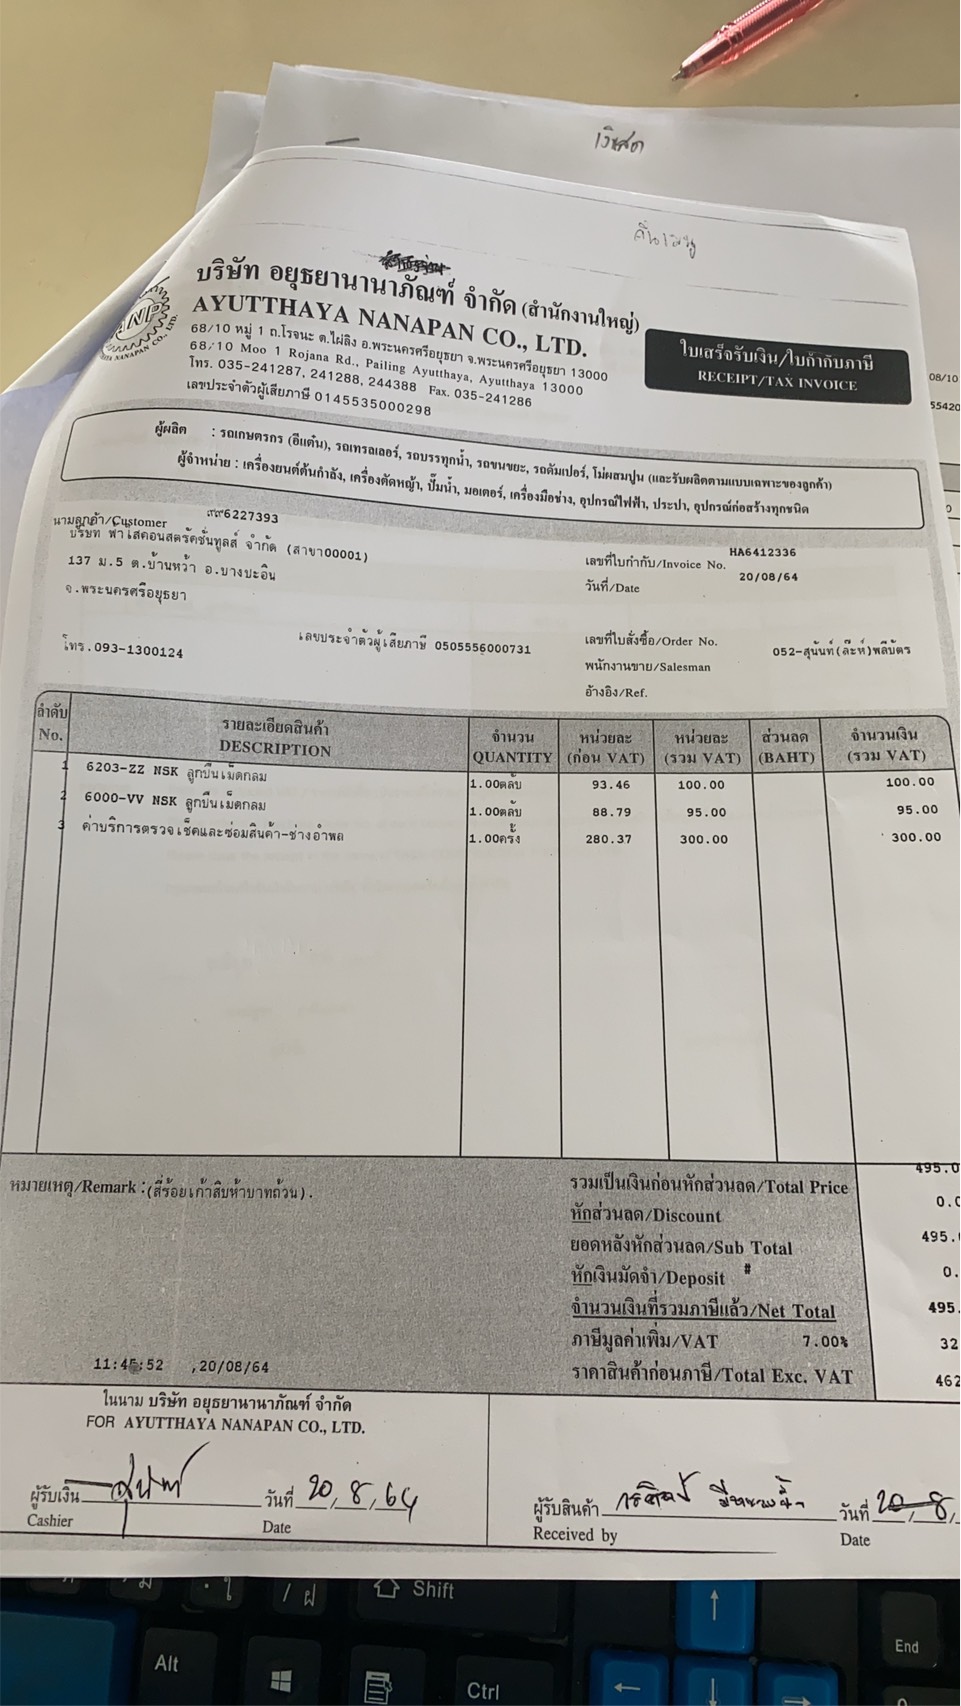 เงินสด
บริษัท อยุธยานานาภัณฑ์ จำกัด (สำนักงานใหญ่)
AYUTTHAYA NANAPAN CO., LTD.
68/10 หมู่ 1 ถ.โรจนะ ต.ไผ่ลิง อ.พระนครศรีอยุธยา จ.พระนครศรีอยุธยา 13000
68/10 Moo 1 Rojana Rd., Pailing Ayutthaya, Ayutthaya 13000
โทร. 035-241287, 241288, 244388 Fax. 035-241286
เลขประจำตัวผู้เสียภาษี 0145535000298
ANP
NANAPAN CO., LTD.
ใบเสร็จรับเงิน/ใบกำกับภาษี
RECEIPT/TAX INVOICE
08/10
55420
ผู้ผลิต : รถเกษตรกร (อีแต๋น), รถเทรลเลอร์, รถบรรทุกน้ำ, รถขนขยะ, รถดัมเปอร์, โม่ผสมปูน (และรับผลิตตามแบบเฉพาะของลูกค้า)
ผู้จำหน่าย : เครื่องยนต์ต้นกำลัง, เครื่องตัดหญ้า, ปั๊มน้ำ, มอเตอร์, เครื่องมือช่าง, อุปกรณ์ไฟฟ้า, ประปา, อุปกรณ์ก่อสร้างทุกชนิด
นามลูกค้า/Customer ๙๙6227393
บริษัท ฟาโสคอนสตรัคชั่นทูลส์ จำกัด (สาขา00001)
137 ม.5 ต.บ้านหว้า อ.บางปะอิน
จ.พระนครศรีอยุธยา
โทร.093-1300124
เลขประจำตัวผู้เสียภาษี 0505556000731
เลขที่ใบกำกับ/Invoice No. HA6412336
วันที่/Date 20/08/64
เลขที่ใบสั่งซื้อ/Order No.
พนักงานขาย/Salesman 052-สุนันท์(ล๊ะห์)พลีบัตร
อ้างอิง/Ref.
ลำดับ รายละเอียดสินค้า จำนวน หน่วยละ หน่วยละ ส่วนลด จำนวนเงิน
No. DESCRIPTION QUANTITY (ก่อน VAT) (รวม VAT) (BAHT) (รวม VAT)
1 6203-ZZ NSK ลูกปืนเม็ดกลม 1.00ตลับ 93.46 100.00 100.00
2 6000-VV NSK ลูกปืนเม็ดกลม 1.00ตลับ 88.79 95.00 95.00
3 ค่าบริการตรวจเช็คและซ่อมสินค้า-ช่างอำพล 1.00ครั้ง 280.37 300.00 300.00
หมายเหตุ/Remark : (สี่ร้อยเก้าสิบห้าบาทถ้วน).
รวมเป็นเงินก่อนหักส่วนลด/Total Price 495.0
หักส่วนลด/Discount 0.0
ยอดหลังหักส่วนลด/Sub Total 495.
หักเงินมัดจำ/Deposit # 0.
จำนวนเงินที่รวมภาษีแล้ว/Net Total 495.
ภาษีมูลค่าเพิ่ม/VAT 7.00% 32
ราคาสินค้าก่อนภาษี/Total Exc. VAT 462
,20/08/64
ในนาม บริษัท อยุธยานานาภัณฑ์ จำกัด
FOR AYUTTHAYA NANAPAN CO., LTD.
ผู้รับเงิน สุนันท์ วันที่ 20, 8, 64
Cashier Date
ผู้รับสินค้า วันที่ 20, 8,
Received by Date
Shift
Alt
Ctrl
End